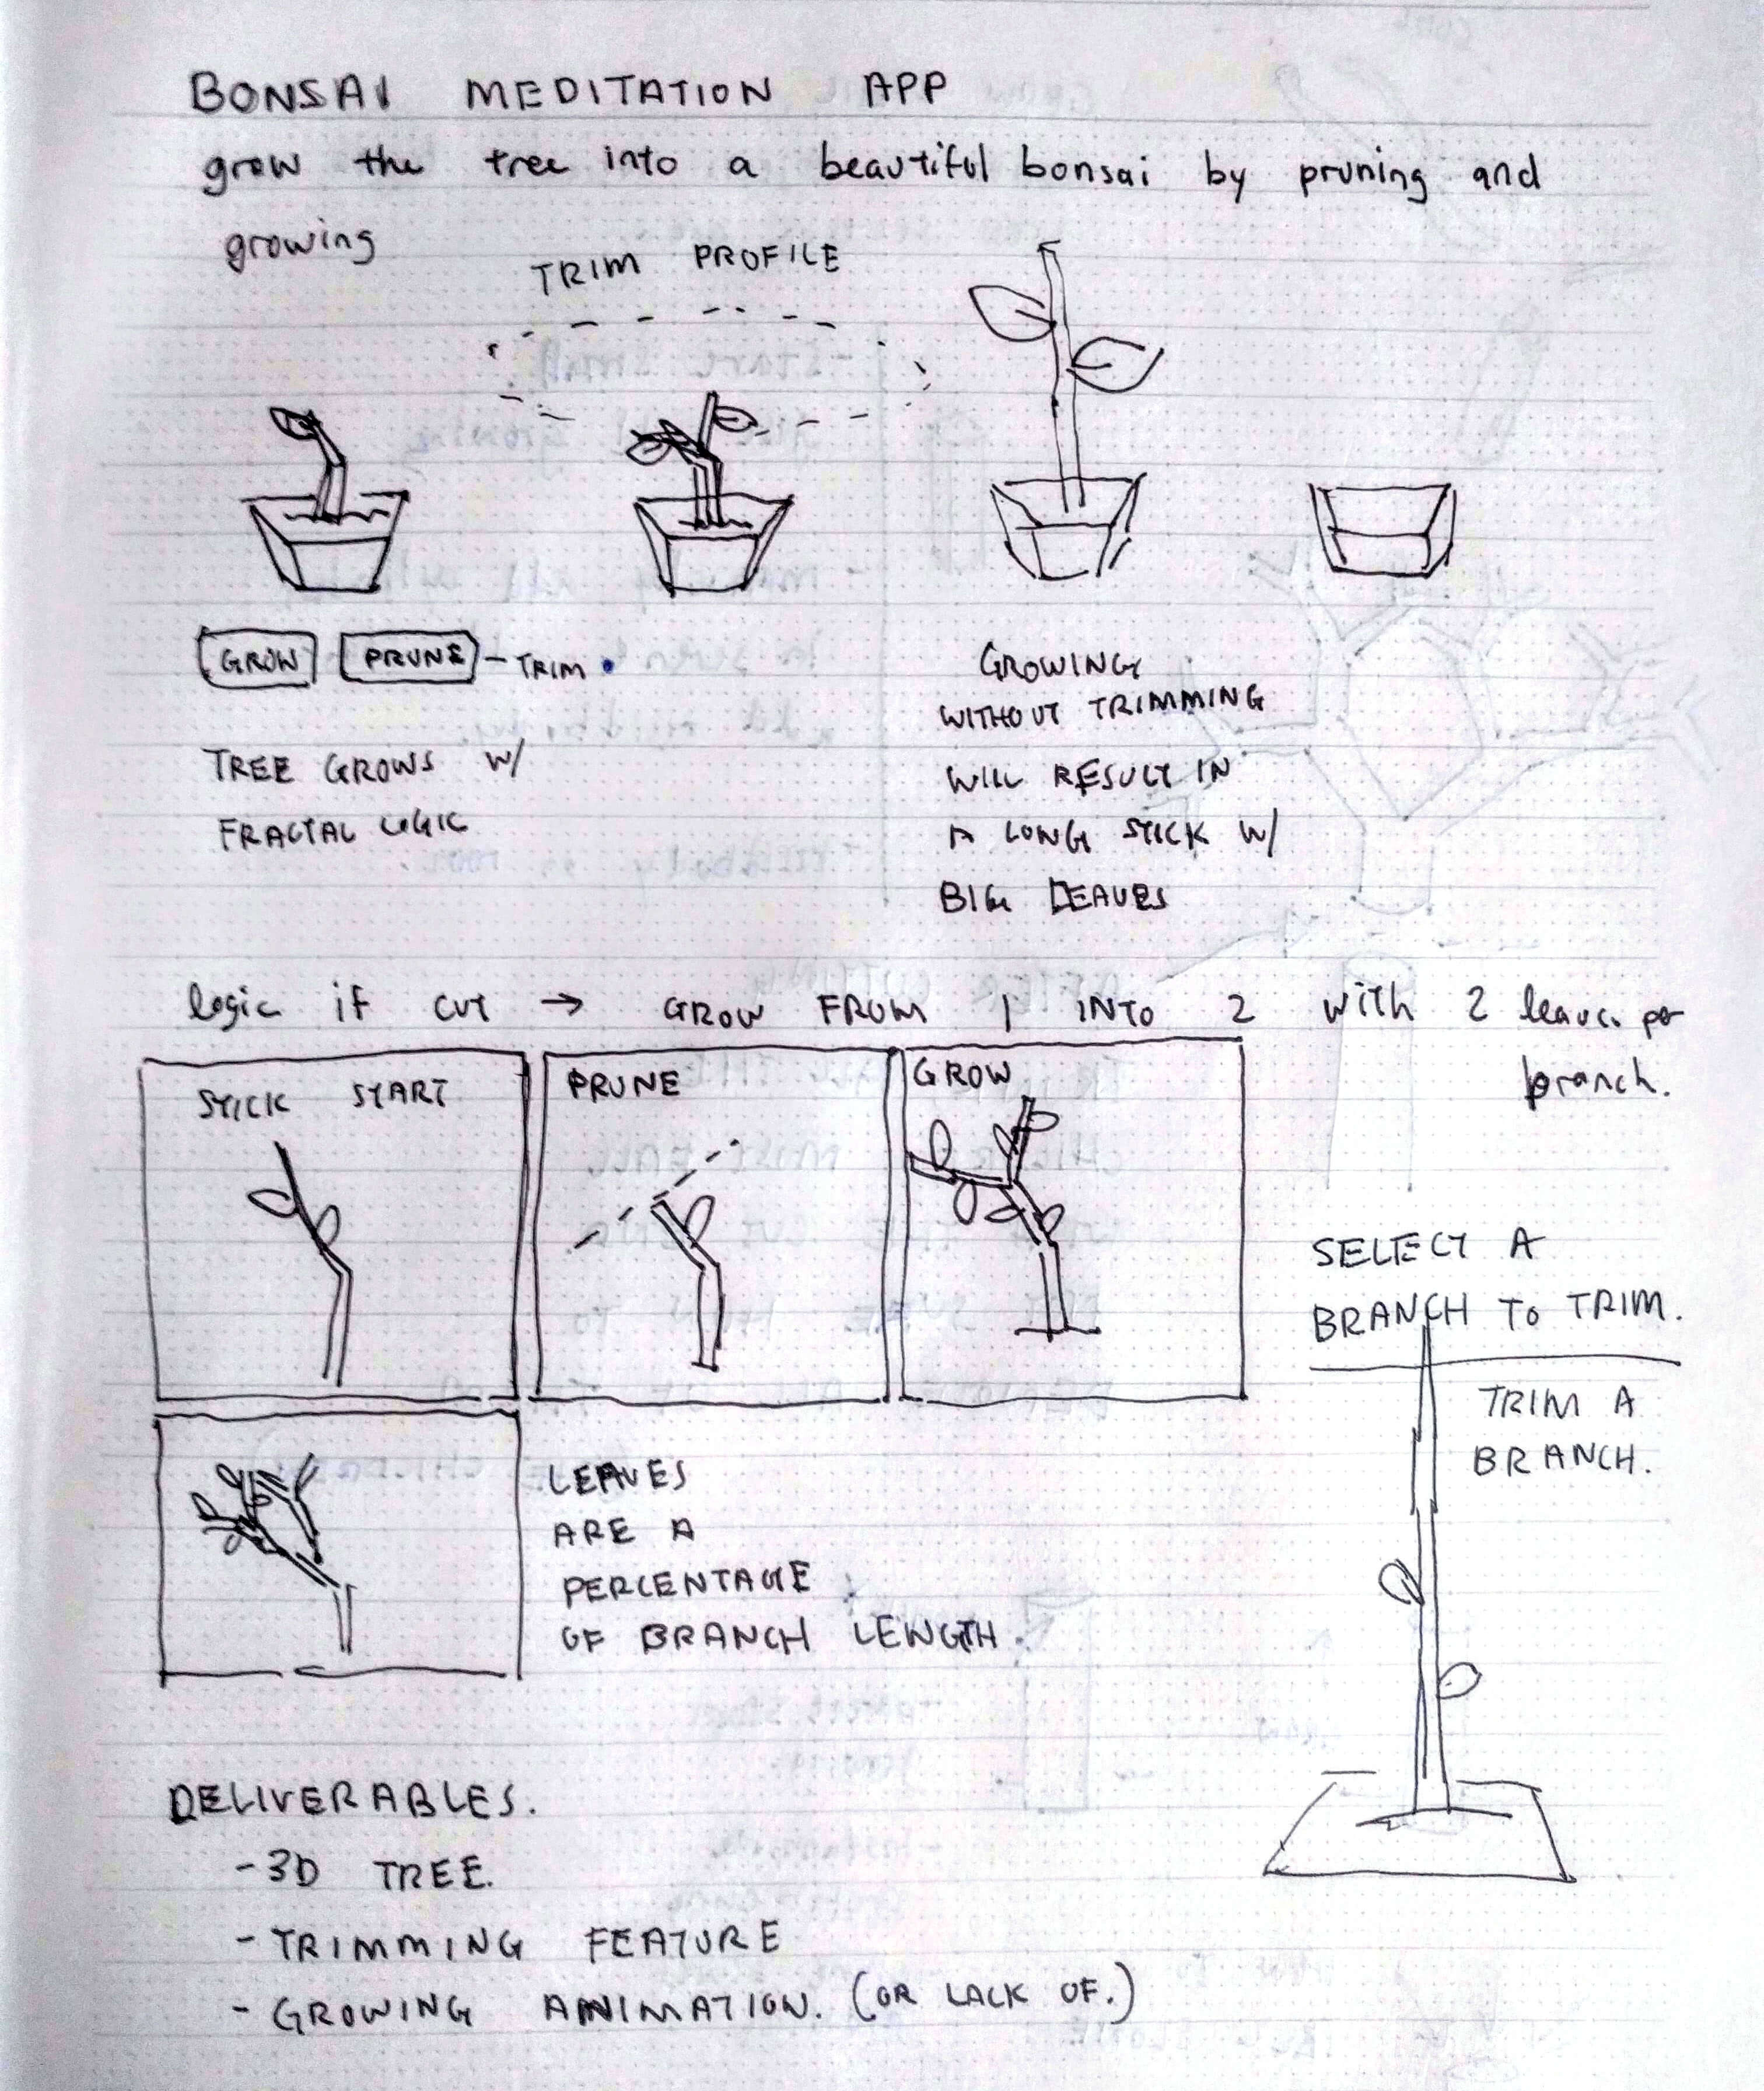 BONSAI MEDITATION APP
grow the tree into a beautiful bonsai by pruning and
growing
TRIM PROFILE
GROW PRUNE - TRIM
TREE GROWS W/
FRACTAL LOGIC
GROWING
WITHOUT TRIMMING
WILL RESULT IN
A LONG STICK W/
BIG LEAVES
logic if cut → GROW FROM 1 INTO 2 with 2 leaves per
branch.
STICK START
PRUNE
GROW
SELECT A
BRANCH TO TRIM.
TRIM A
BRANCH.
LEAVES
ARE A
PERCENTAGE
OF BRANCH LENGTH
DELIVERABLES.
- 3D TREE.
- TRIMMING FEATURE
- GROWING ANIMATION. (OR LACK OF.)